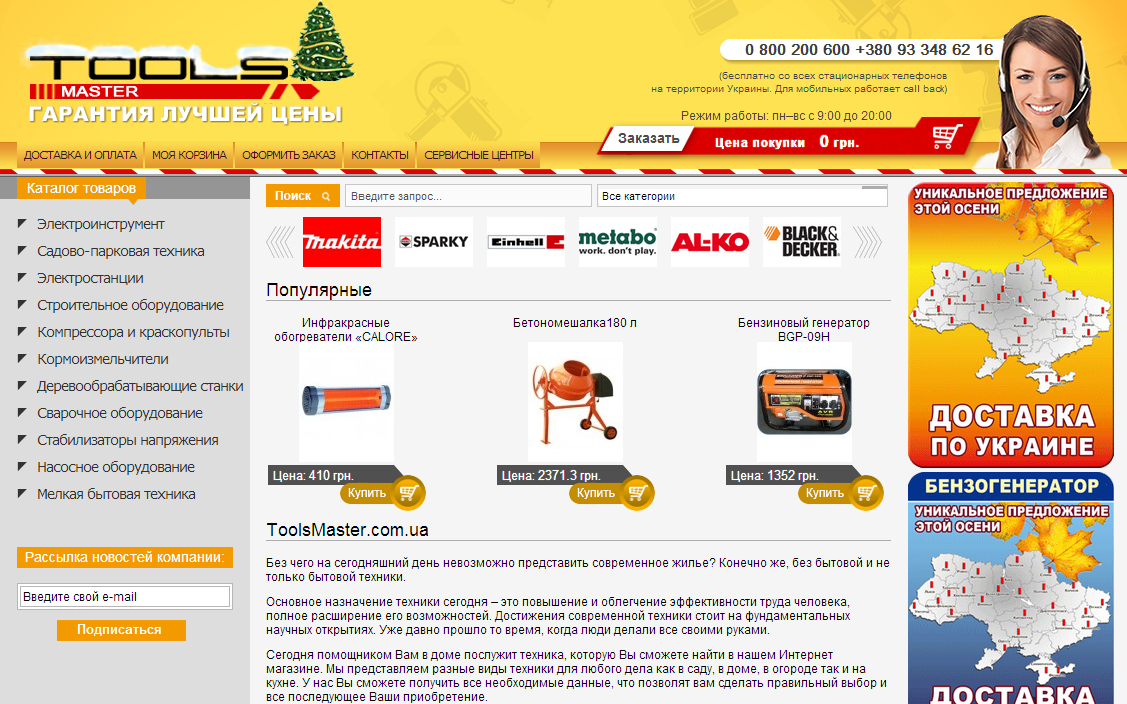 TOOLS
MASTER
ГАРАНТИЯ ЛУЧШЕЙ ЦЕНЫ
0 800 200 600 +380 93 348 62 16
(бесплатно со всех стационарных телефонов
на территории Украины. Для мобильных работает call back)
Режим работы: пн–вс с 9:00 до 20:00
Заказать
Цена покупки 0 грн.
ДОСТАВКА И ОПЛАТА
МОЯ КОРЗИНА
ОФОРМИТЬ ЗАКАЗ
КОНТАКТЫ
СЕРВИСНЫЕ ЦЕНТРЫ
Каталог товаров
Электроинструмент
Садово-парковая техника
Электростанции
Строительное оборудование
Компрессора и краскопульты
Кормоизмельчители
Деревообрабатывающие станки
Сварочное оборудование
Стабилизаторы напряжения
Насосное оборудование
Мелкая бытовая техника
Рассылка новостей компании:
Введите свой e-mail
Подписаться
Поиск
Введите запрос...
Все категории
makita
SPARKY
Einhell
metabo
work. don't play.
AL-KO
BLACK&
DECKER
Популярные
Инфракрасные
обогреватели «CALORE»
Цена: 410 грн.
Купить
Бетономешалка180 л
Цена: 2371.3 грн.
Купить
Бензиновый генератор
BGP-09H
Цена: 1352 грн.
Купить
ToolsMaster.com.ua
Без чего на сегодняшний день невозможно представить современное жилье? Конечно же, без бытовой и не
только бытовой техники.
Основное назначение техники сегодня – это повышение и облегчение эффективности труда человека,
полное расширение его возможностей. Достижения современной техники стоит на фундаментальных
научных открытиях. Уже давно прошло то время, когда люди делали все своими руками.
Сегодня помощником Вам в доме послужит техника, которую Вы сможете найти в нашем Интернет
магазине. Мы представляем разные виды техники для любого дела как в саду, в доме, в огороде так и на
кухне. У нас Вы сможете получить все необходимые данные, что позволят вам сделать правильный выбор и
все последующее Ваши приобретение.
УНИКАЛЬНОЕ ПРЕДЛОЖЕНИЕ
ЭТОЙ ОСЕНИ
ДОСТАВКА
ПО УКРАИНЕ
БЕНЗОГЕНЕРАТОР
УНИКАЛЬНОЕ ПРЕДЛОЖЕНИЕ
ЭТОЙ ОСЕНИ
ДОСТАВКА